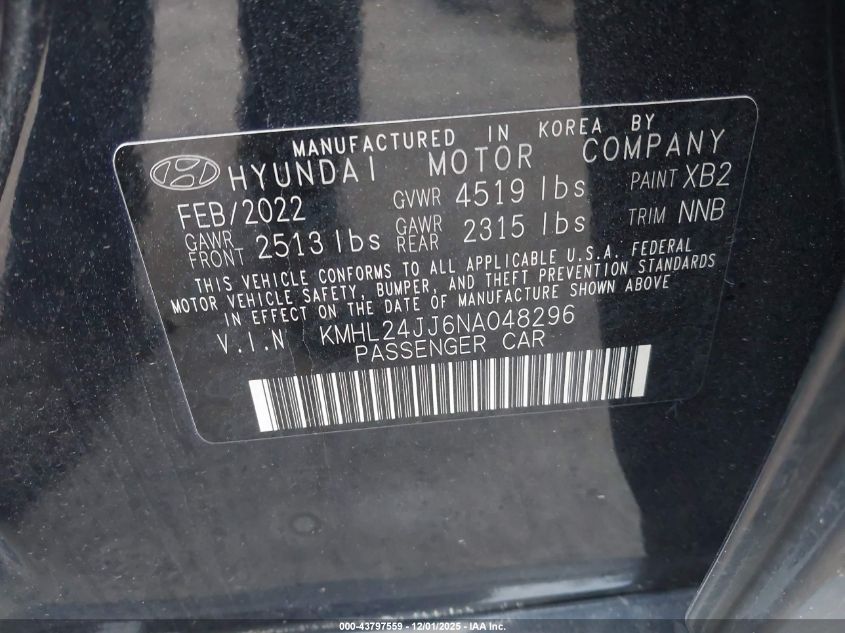 MANUFACTURED IN KOREA BY
HYUNDAI MOTOR COMPANY
FEB/2022 GVWR 4519 lbs PAINT XB2
GAWR FRONT 2513 lbs GAWR REAR 2315 lbs TRIM NNB
THIS VEHICLE CONFORMS TO ALL APPLICABLE U.S.A. FEDERAL
MOTOR VEHICLE SAFETY, BUMPER, AND THEFT PREVENTION STANDARDS
IN EFFECT ON THE DATE OF MANUFACTURE SHOWN ABOVE
V.I.N KMHL24JJ6NA048296
PASSENGER CAR
000-43797559 - 12/01/2025 - IAA Inc.